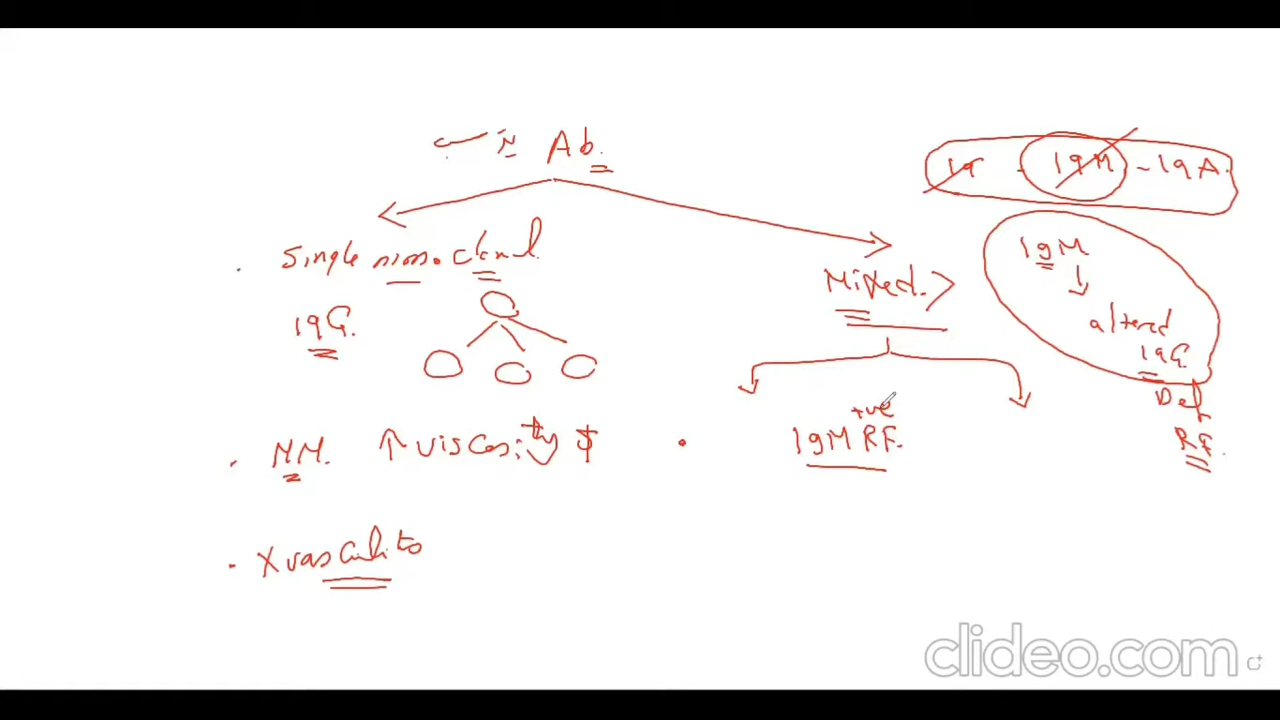 Ab.
IgG - IgM - IgA.
Single mono. clonal
IgG.
Mixed.
IgM
altered
IgG
Def
RF.
+ve
IgM RF.
MM. ↑viscosity $
X vasculitis
clideo.com